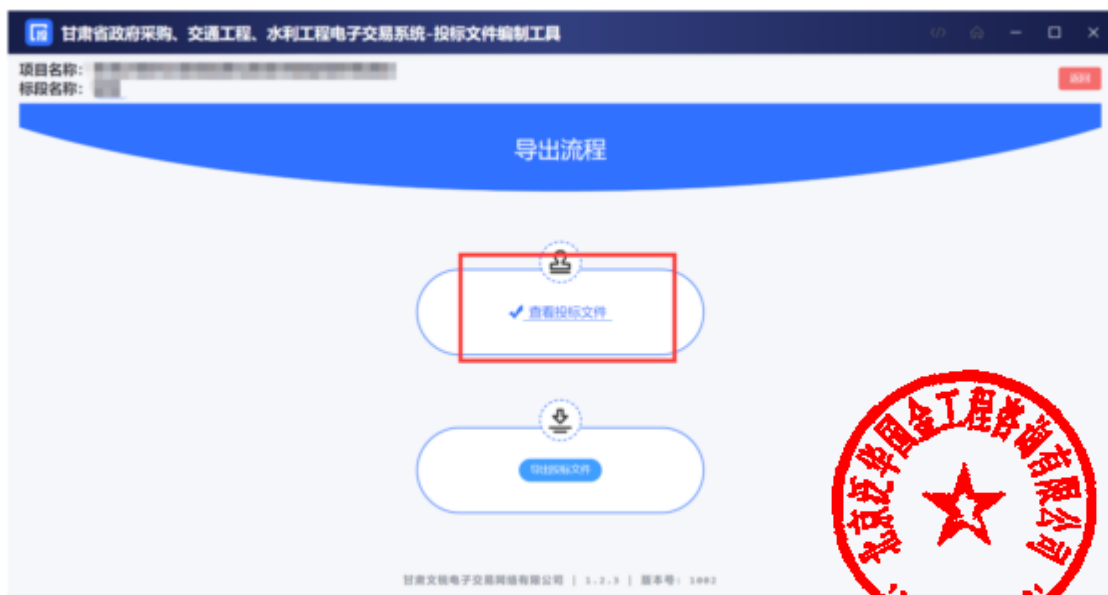 甘肃省政府采购、交通工程、水利工程电子交易系统-投标文件编制工具
项目名称：
标段名称：
返回
导出流程
查看投标文件
导出投标文件
北京泛华国金工程咨询有限公司
甘肃文锐电子交易网络有限公司 | 1.2.3 | 版本号: 1002